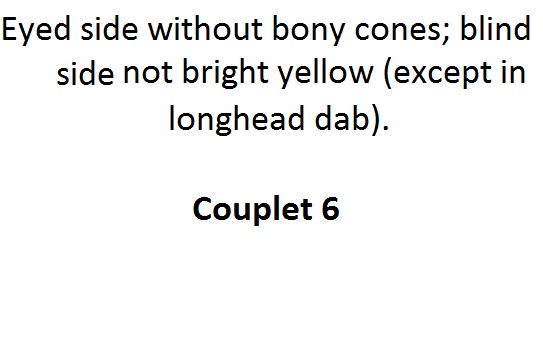 Eyed side without bony cones; blind
side not bright yellow (except in
longhead dab).
Couplet 6